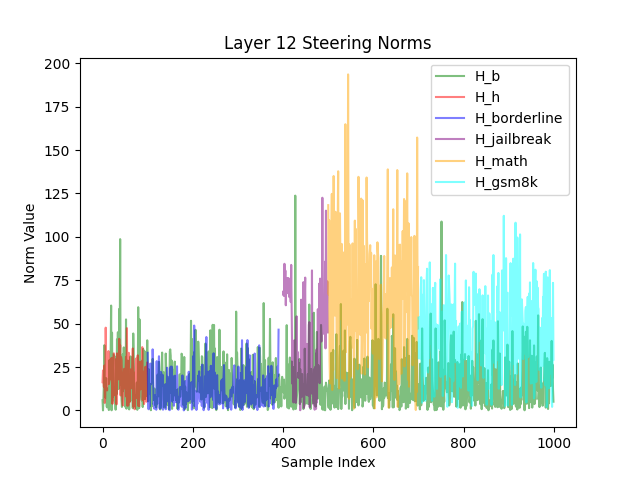 Layer 12 Steering Norms
200
175
150
125
100
75
50
25
0
Norm Value
H_b
H_h
H_borderline
H_jailbreak
H_math
H_gsm8k
0
200
400
600
800
1000
Sample Index